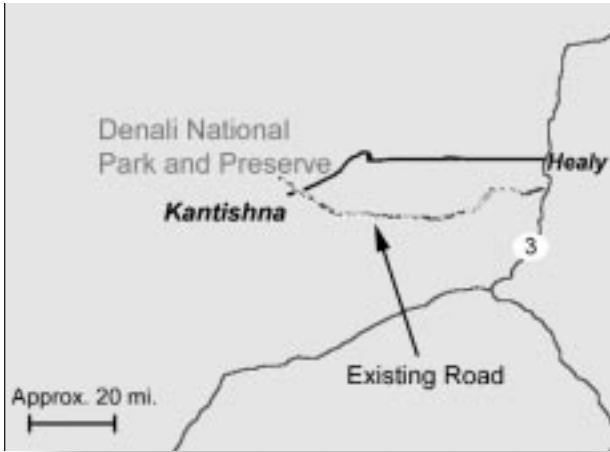 Denali National
Park and Preserve
Healy
Kantishna
3
Existing Road
Approx. 20 mi.